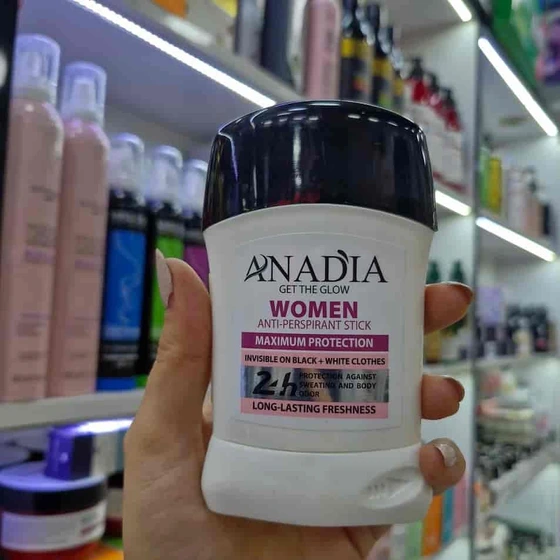 ANADIA
GET THE GLOW
WOMEN
ANTI-PERSPIRANT STICK
MAXIMUM PROTECTION
INVISIBLE ON BLACK + WHITE CLOTHES
24h PROTECTION AGAINST
SWEATING AND BODY
ODOR
LONG-LASTING FRESHNESS